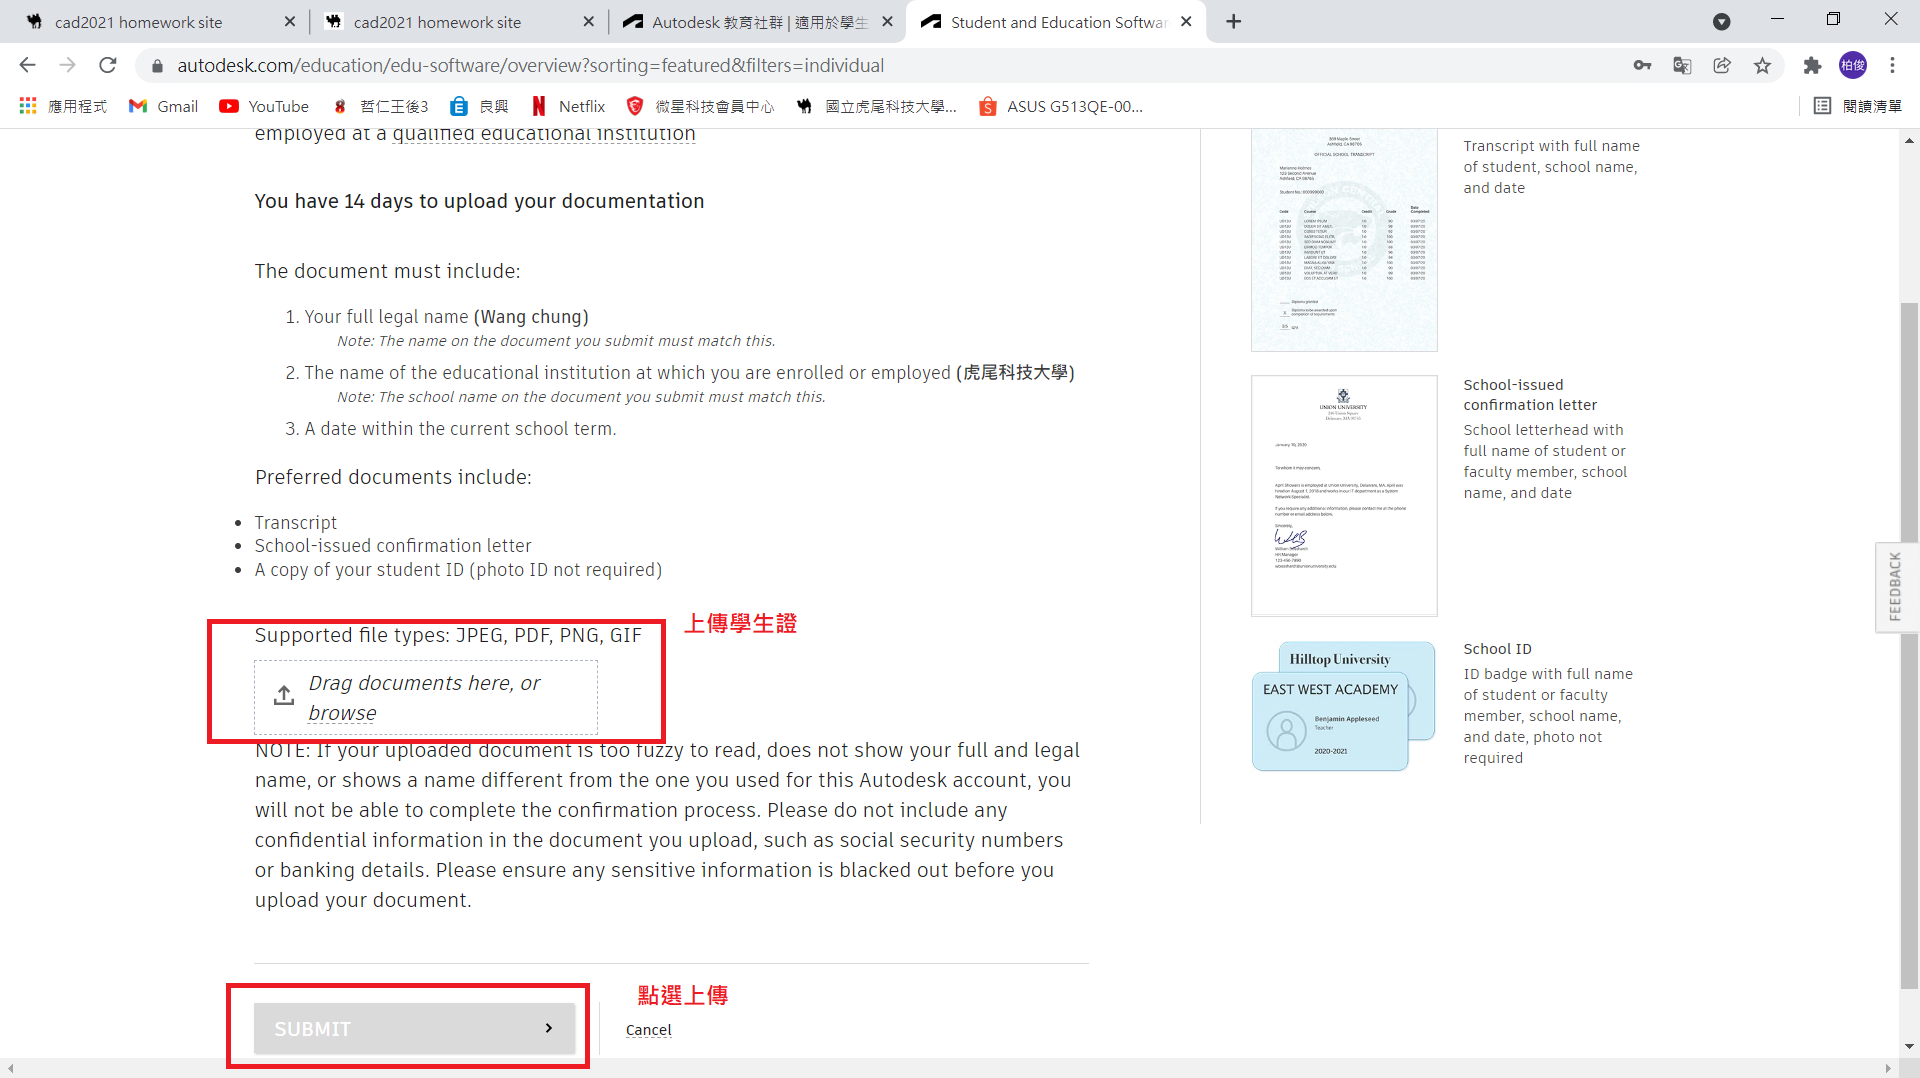 cad2021 homework site
cad2021 homework site
Autodesk 教育社群 | 適用於學生
Student and Education Softwar
autodesk.com/education/edu-software/overview?sorting=featured&filters=individual
柏俊
應用程式
Gmail
YouTube
哲仁王後3
良興
Netflix
微星科技會員中心
國立虎尾科技大學...
ASUS G513QE-00...
閱讀清單
employed at a qualified educational institution
You have 14 days to upload your documentation
The document must include:
1. Your full legal name (Wang chung)
Note: The name on the document you submit must match this.
2. The name of the educational institution at which you are enrolled or employed (虎尾科技大學)
Note: The school name on the document you submit must match this.
3. A date within the current school term.
Preferred documents include:
Transcript
School-issued confirmation letter
A copy of your student ID (photo ID not required)
上傳學生證
Supported file types: JPEG, PDF, PNG, GIF
Drag documents here, or
browse
NOTE: If your uploaded document is too fuzzy to read, does not show your full and legal
name, or shows a name different from the one you used for this Autodesk account, you
will not be able to complete the confirmation process. Please do not include any
confidential information in the document you upload, such as social security numbers
or banking details. Please ensure any sensitive information is blacked out before you
upload your document.
點選上傳
SUBMIT
Cancel
OFFICIAL SCHOOL TRANSCRIPT
Transcript with full name
of student, school name,
and date
UNION UNIVERSITY
January 10, 2020
To whom it may concern,
Sincerely,
School-issued
confirmation letter
School letterhead with
full name of student or
faculty member, school
name, and date
Hilltop University
EAST WEST ACADEMY
Benjamin Appleseed
Teacher
2020-2021
School ID
ID badge with full name
of student or faculty
member, school name,
and date, photo not
required
FEEDBACK